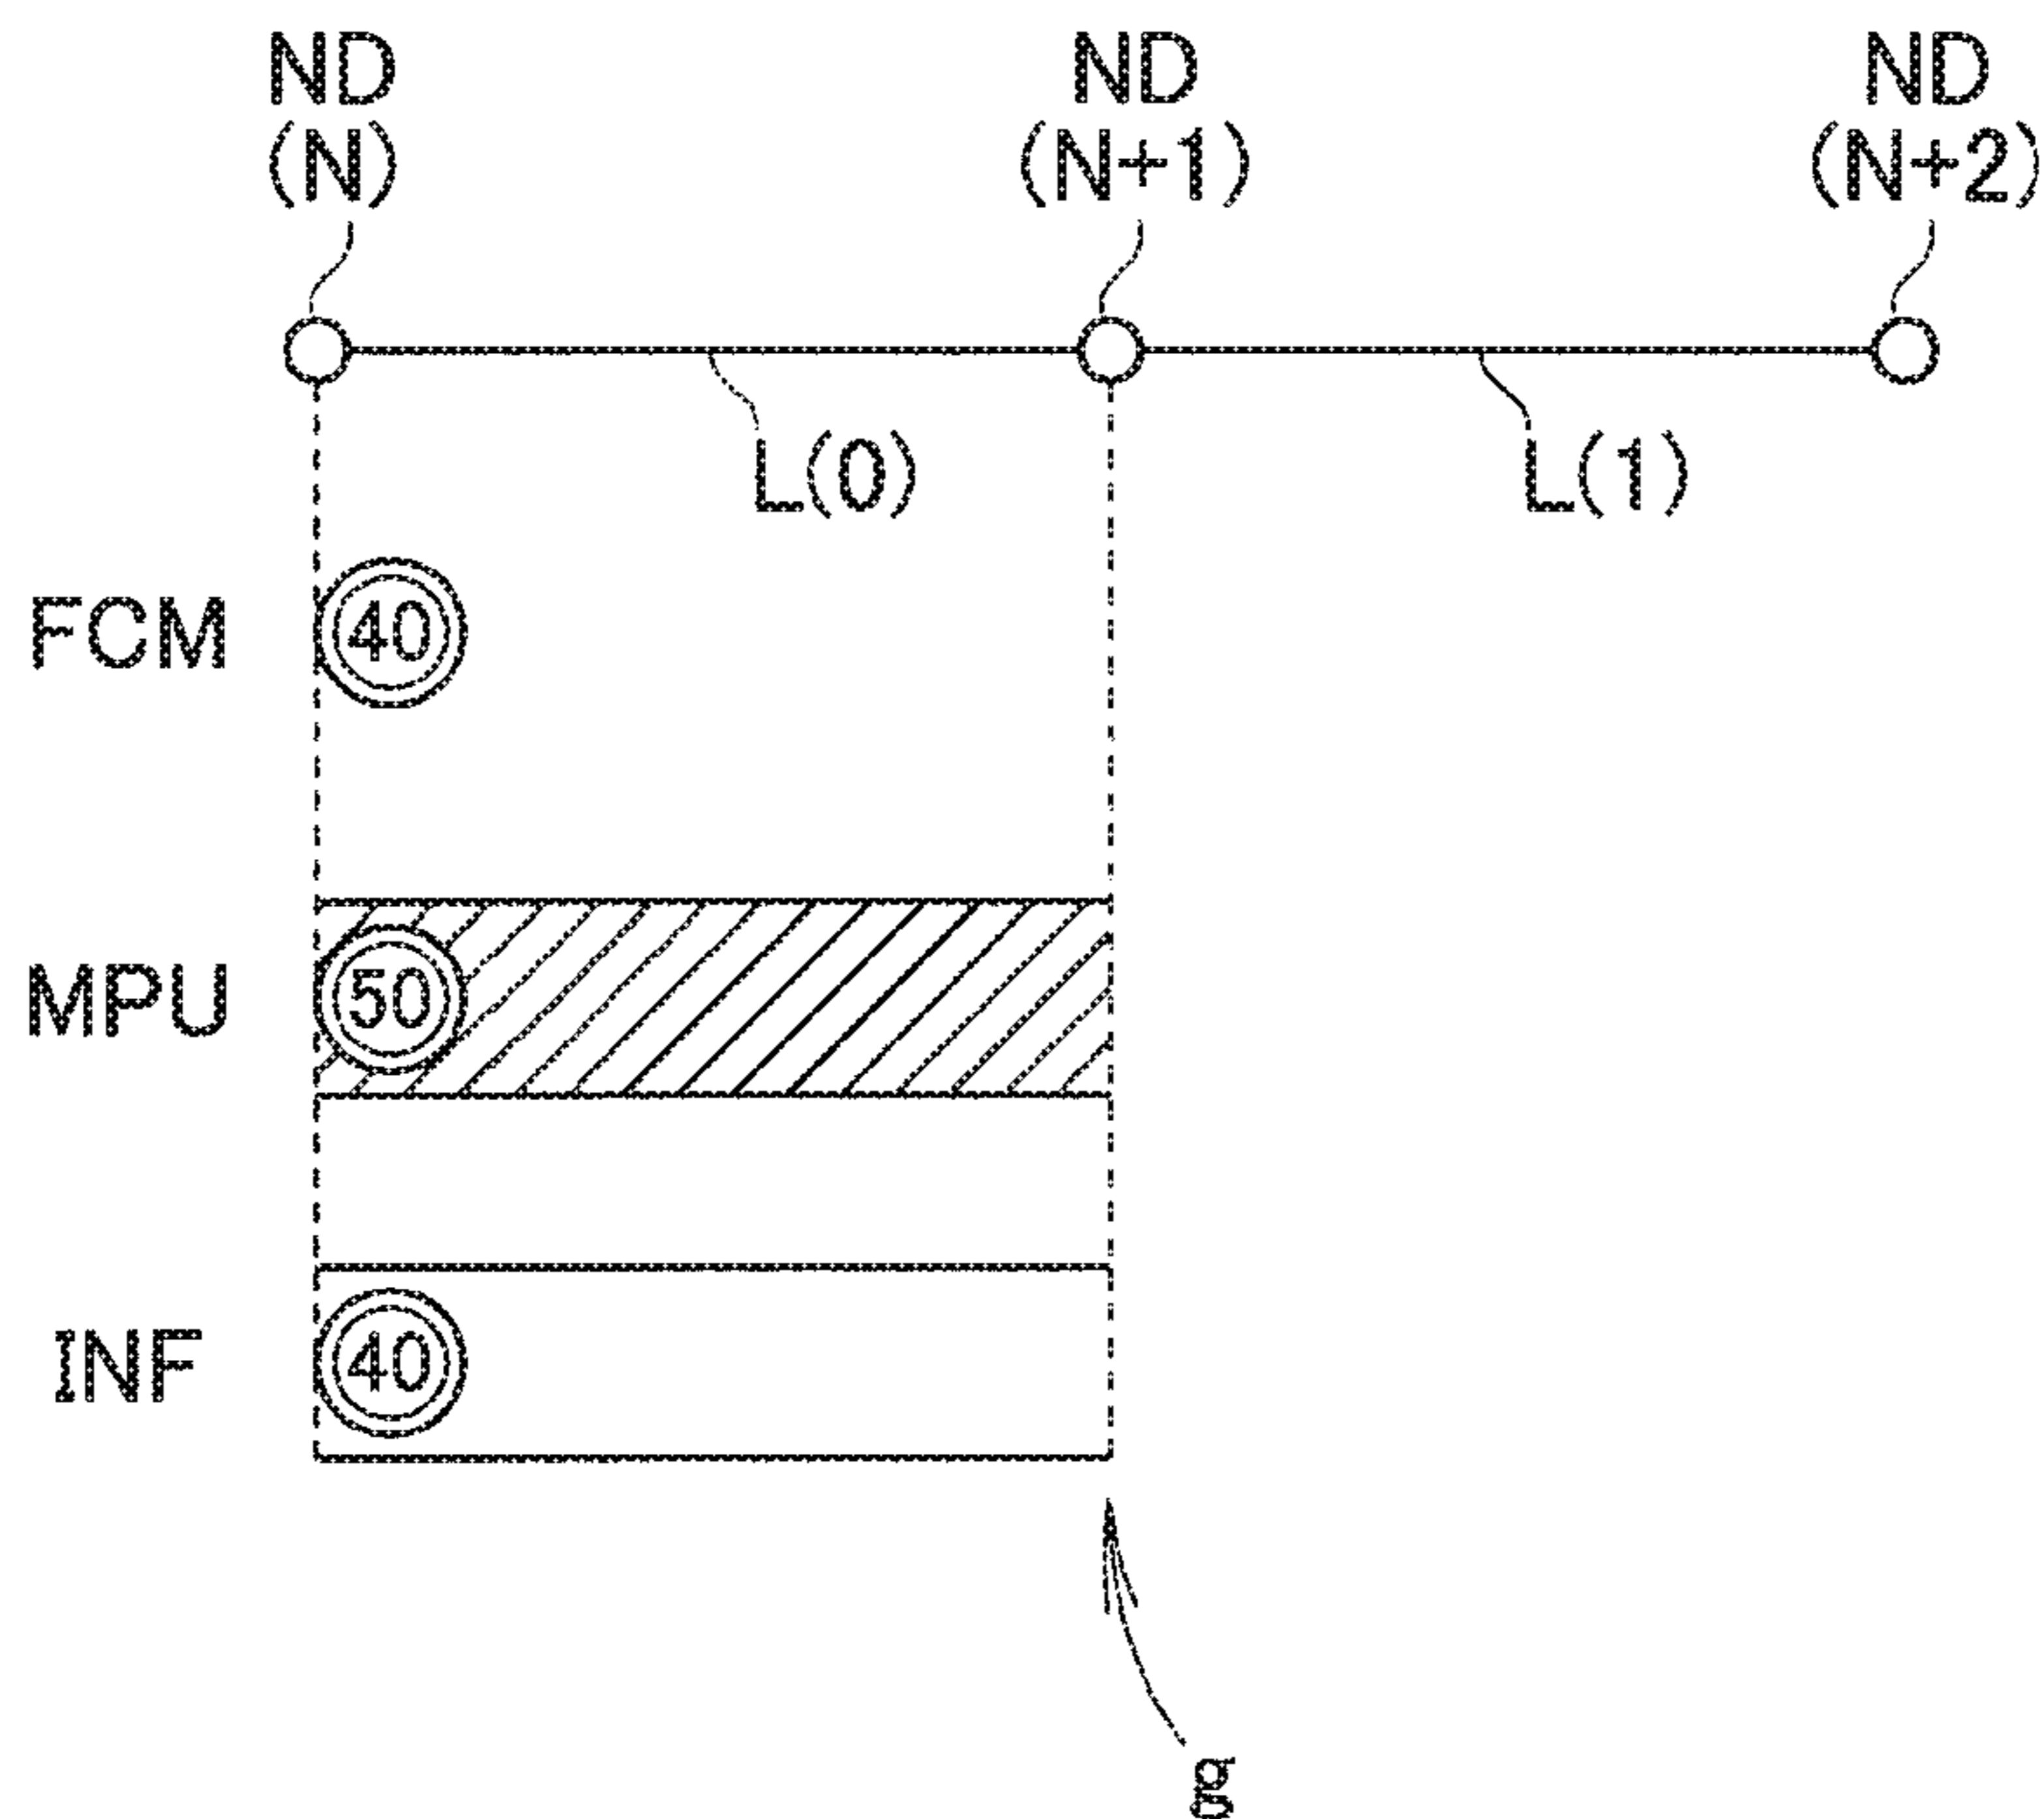 ND ND ND
(N) (N+1) (N+2)
L(0) L(1)
FCM 40
MPU 50
INF 40
g